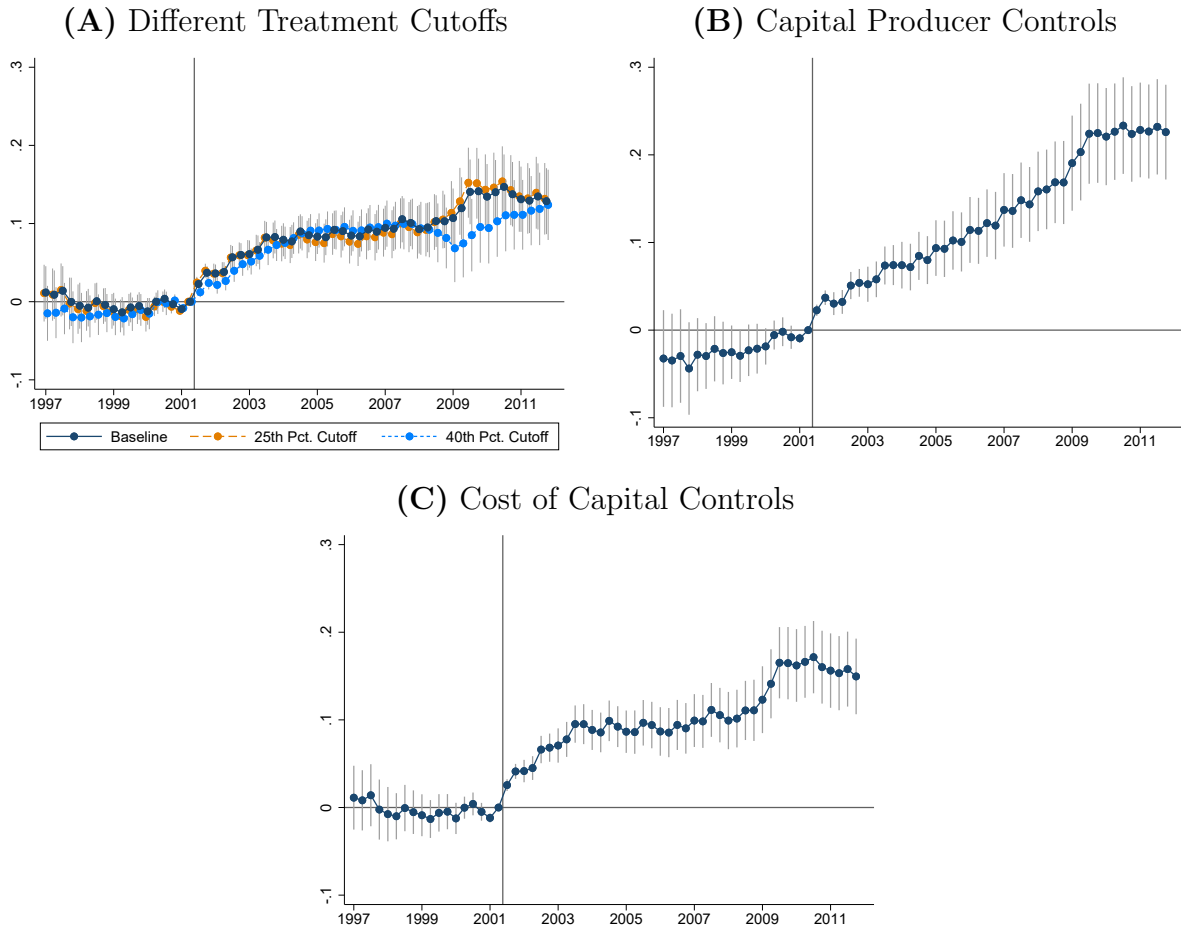 (A) Different Treatment Cutoffs
.3
.2
.1
0
-.1
1997 1999 2001 2003 2005 2007 2009 2011
Baseline 25th Pct. Cutoff 40th Pct. Cutoff
(B) Capital Producer Controls
.3
.2
.1
0
-.1
1997 1999 2001 2003 2005 2007 2009 2011
(C) Cost of Capital Controls
.3
.2
.1
0
-.1
1997 1999 2001 2003 2005 2007 2009 2011